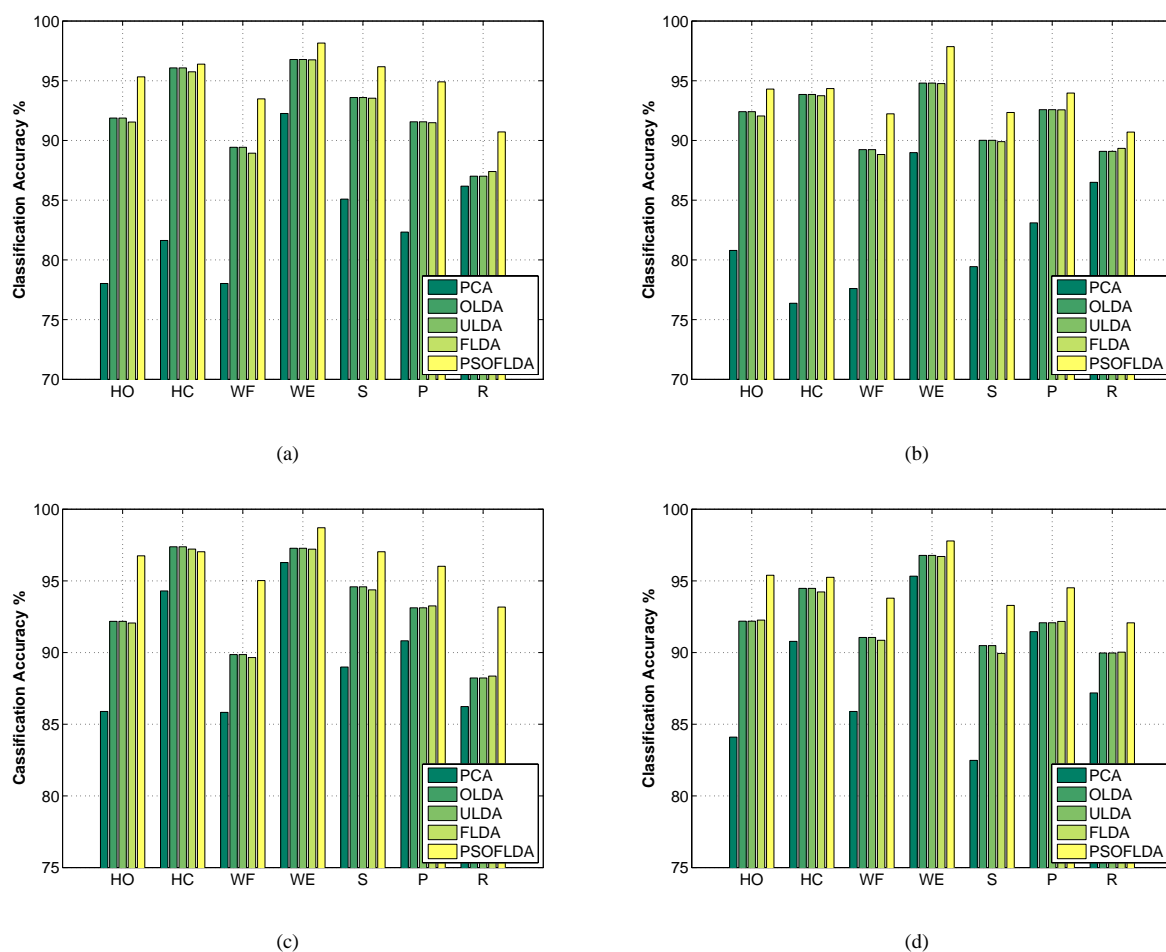 Classification Accuracy %
100
95
90
85
80
75
70
HO HC WF WE S P R
PCA
OLDA
ULDA
FLDA
PSOFLDA
(a)
Classification Accuracy %
100
95
90
85
80
75
70
HO HC WF WE S P R
PCA
OLDA
ULDA
FLDA
PSOFLDA
(b)
Cassification Accuracy %
100
95
90
85
80
75
HO HC WF WE S P R
PCA
OLDA
ULDA
FLDA
PSOFLDA
(c)
Classification Accuracy %
100
95
90
85
80
75
HO HC WF WE S P R
PCA
OLDA
ULDA
FLDA
PSOFLDA
(d)